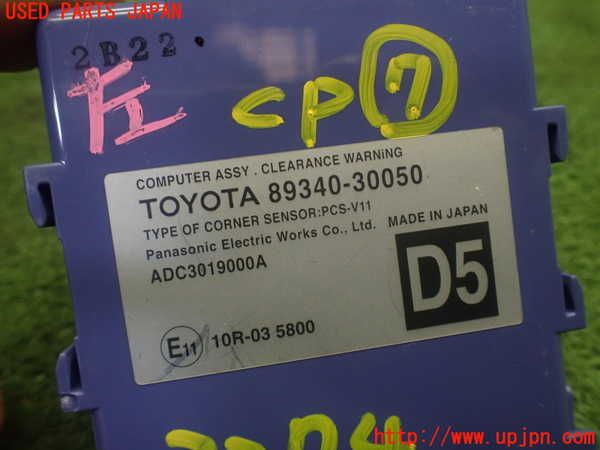 USED PARTS JAPAN
2B22
左
CP⑦
COMPUTER ASSY . CLEARANCE WARNiNG
TOYOTA 89340-30050
TYPE OF CORNER SENSOR:PCS-V11
Panasonic Electric Works Co., Ltd. MADE IN JAPAN
ADC3019000A
D5
E11 10R-03 5800
http://www.upjpn.com/